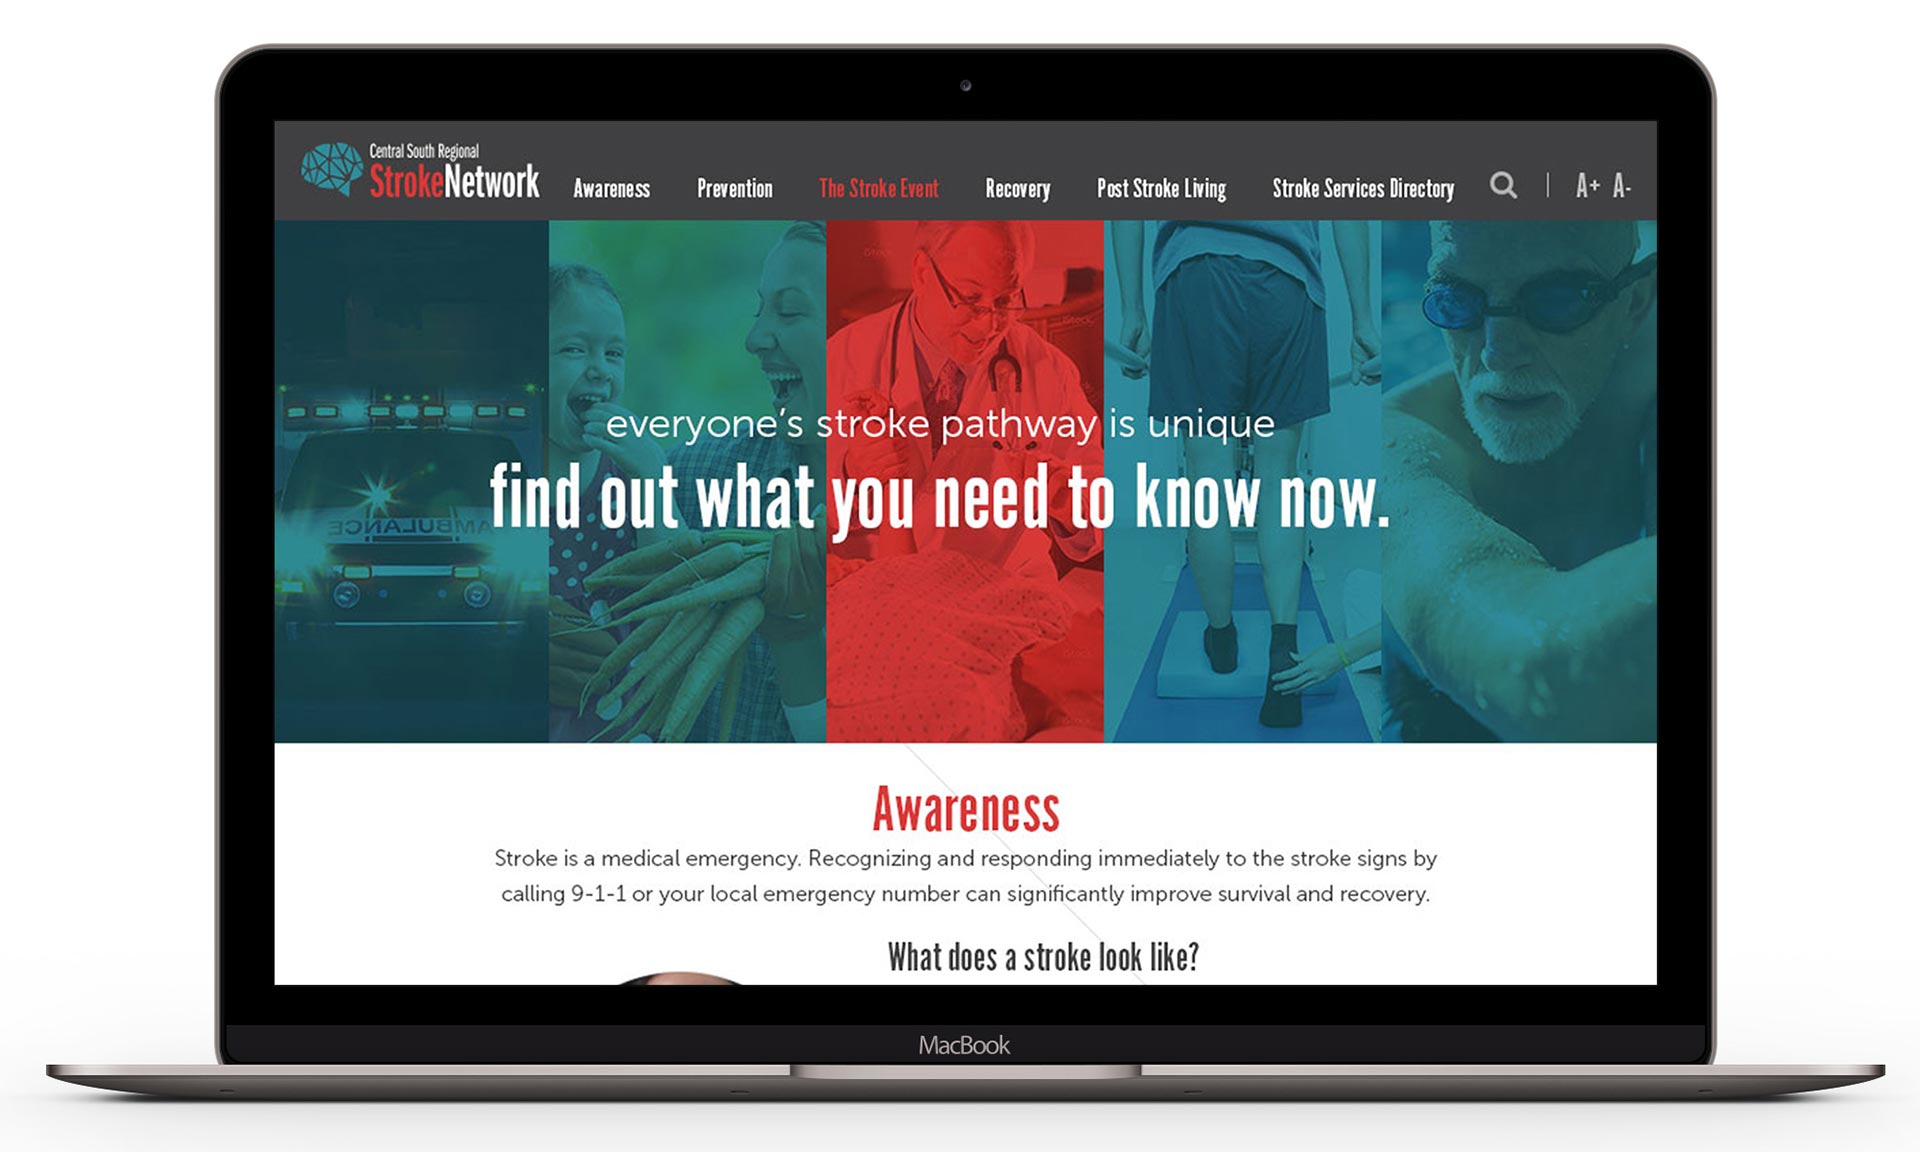 Central South Regional
StrokeNetwork
Awareness
Prevention
The Stroke Event
Recovery
Post Stroke Living
Stroke Services Directory
A+ A-
everyone's stroke pathway is unique
find out what you need to know now.
AMBULANCE
iStock
iStock
iStock
Awareness
Stroke is a medical emergency. Recognizing and responding immediately to the stroke signs by
calling 9-1-1 or your local emergency number can significantly improve survival and recovery.
What does a stroke look like?
MacBook